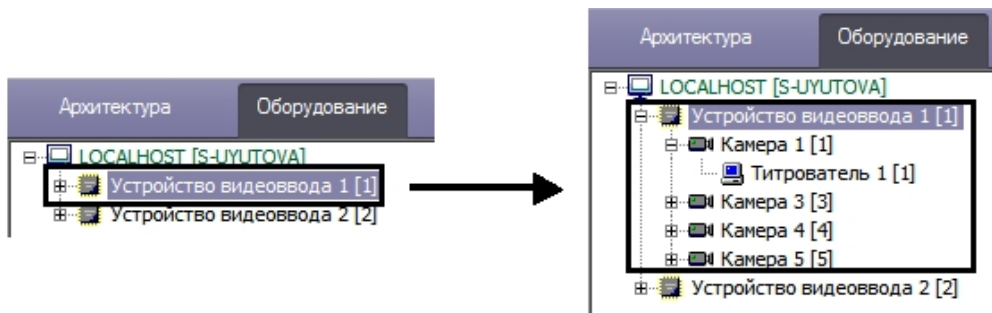 Архитектура Оборудование
LOCALHOST [S-UYUTOVA]
Устройство видеоввода 1 [1]
Устройство видеоввода 2 [2]
Архитектура Оборудование
LOCALHOST [S-UYUTOVA]
Устройство видеоввода 1 [1]
Камера 1 [1]
Титрователь 1 [1]
Камера 3 [3]
Камера 4 [4]
Камера 5 [5]
Устройство видеоввода 2 [2]